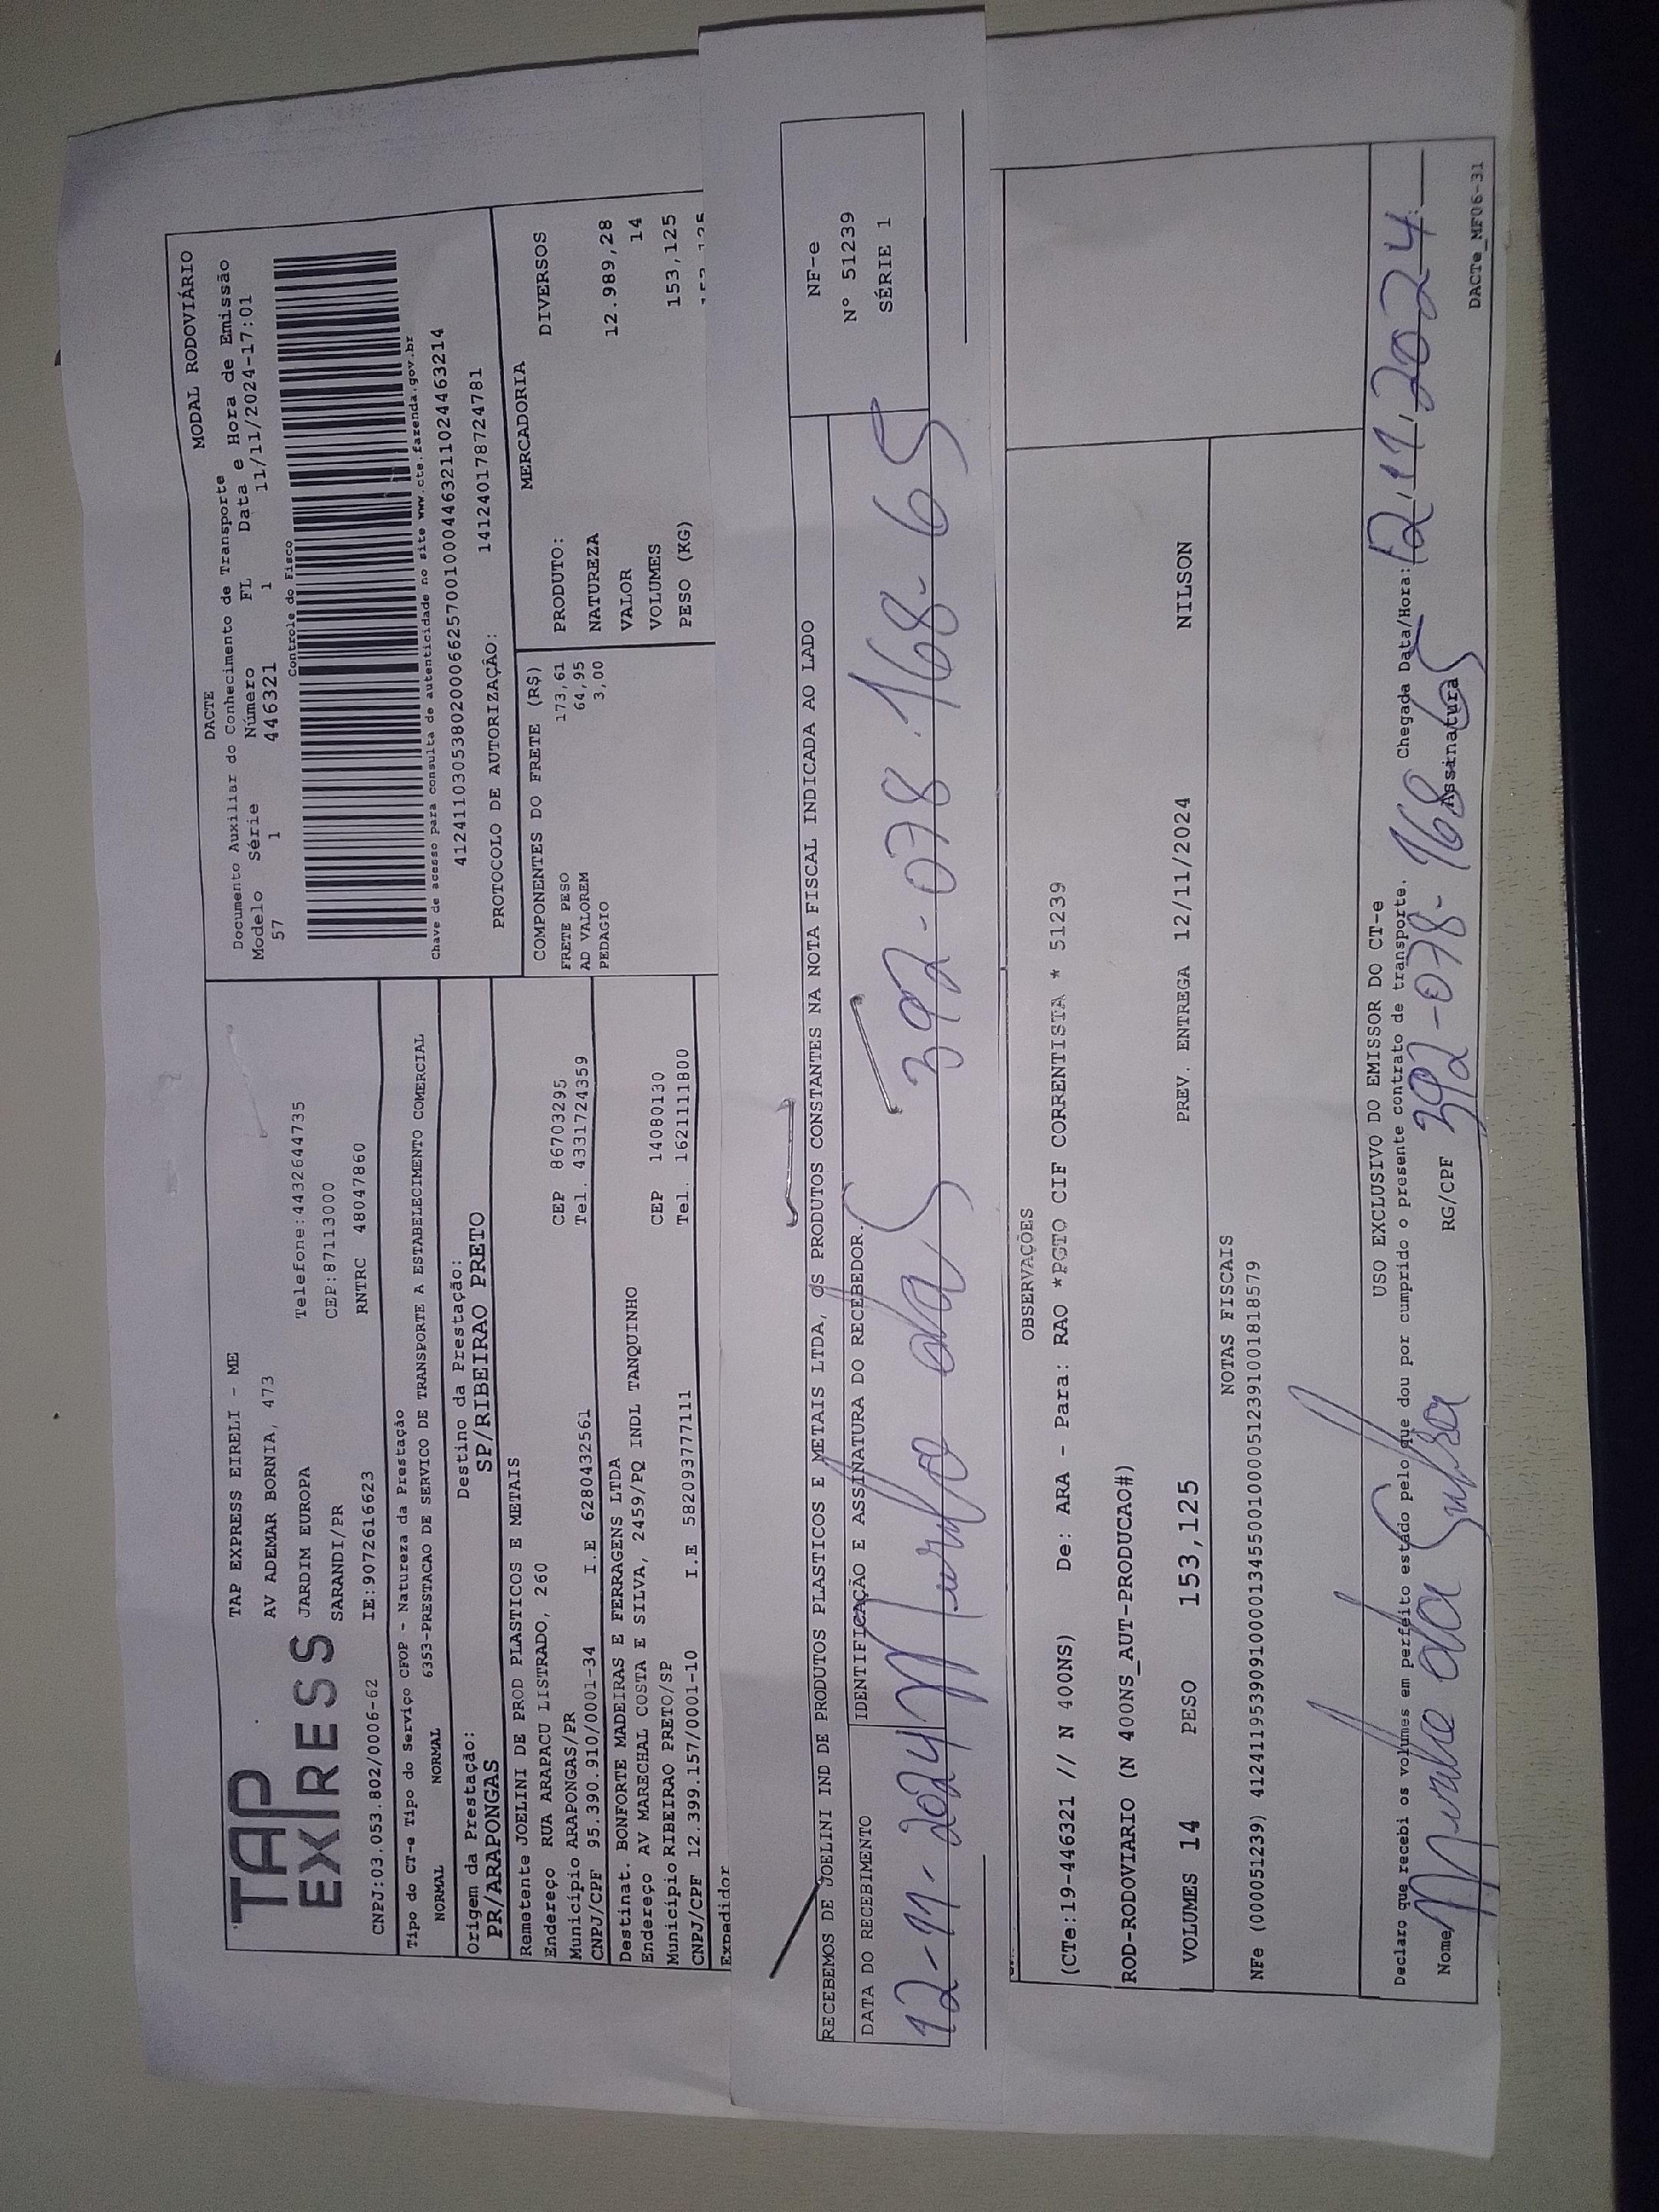 TAP
EXPRESS
TAP EXPRESS EIRELI - ME
AV ADEMAR BORNIA, 473
JARDIM EUROPA Telefone:4432644735
SARANDI/PR CEP:87113000
CNPJ:03.053.802/0006-62 IE:9072616623 RNTRC 48047860
MODAL RODOVIÁRIO
DACTE
Documento Auxiliar do Conhecimento de Transporte
Modelo Série Número FL Data e Hora de Emissão
57 1 446321 1 11/11/2024-17:01
Controle do Fisco
Chave de acesso para consulta de autenticidade no site www.cte.fazenda.gov.br
41241103053802000662570010004463211024463214
PROTOCOLO DE AUTORIZAÇÃO: 141240178724781
Tipo do CT-e Tipo do Serviço CFOP - Natureza da Prestação
NORMAL NORMAL 6353-PRESTACAO DE SERVICO DE TRANSPORTE A ESTABELECIMENTO COMERCIAL
Origem da Prestação: Destino da Prestação:
PR/ARAPONGAS SP/RIBEIRAO PRETO
Remetente JOELINI DE PROD PLASTICOS E METAIS
Endereço RUA ARAPACU LISTRADO, 260
Município ARAPONGAS/PR CEP 86703295
CNPJ/CPF 95.390.910/0001-34 I.E 6280432561 Tel. 4331724359
Destinat. BONFORTE MADEIRAS E FERRAGENS LTDA
Endereço AV MARECHAL COSTA E SILVA, 2459/PQ INDL TANQUINHO
Município RIBEIRAO PRETO/SP CEP 14080130
CNPJ/CPF 12.399.157/0001-10 I.E 582093777111 Tel. 1621111800
Expedidor
COMPONENTES DO FRETE (R$)
FRETE PESO 173,61
AD VALOREM 64,95
PEDAGIO 3,00
MERCADORIA
PRODUTO: DIVERSOS
NATUREZA
VALOR 12.989,28
VOLUMES 14
PESO (KG) 153,125
RECEBEMOS DE JOELINI IND DE PRODUTOS PLASTICOS E METAIS LTDA, OS PRODUTOS CONSTANTES NA NOTA FISCAL INDICADA AO LADO
DATA DO RECEBIMENTO IDENTIFICAÇÃO E ASSINATURA DO RECEBEDOR.
12-11-2024 Murilo da S 392-078.168-65
NF-e
Nº 51239
SÉRIE 1
OBSERVAÇÕES
(CTe:19-446321 // N 400NS) De: ARA - Para: RAO *PGTO CIF CORRENTISTA * 51239
ROD-RODOVIARIO (N 400NS_AUT-PRODUCAO#)
VOLUMES 14 PESO 153,125 PREV. ENTREGA 12/11/2024 NILSON
NOTAS FISCAIS
NFe (00051239) 41241195390910000134550010000512391001818579
USO EXCLUSIVO DO EMISSOR DO CT-e
Declaro que recebi os volumes em perfeito estado pelo que dou por cumprido o presente contrato de transporte. Chegada Data/Hora: 12.11.2024
Nome Murilo da Silva RG/CPF 392-078-168 65 Assinatura
DACTe_MF06-31